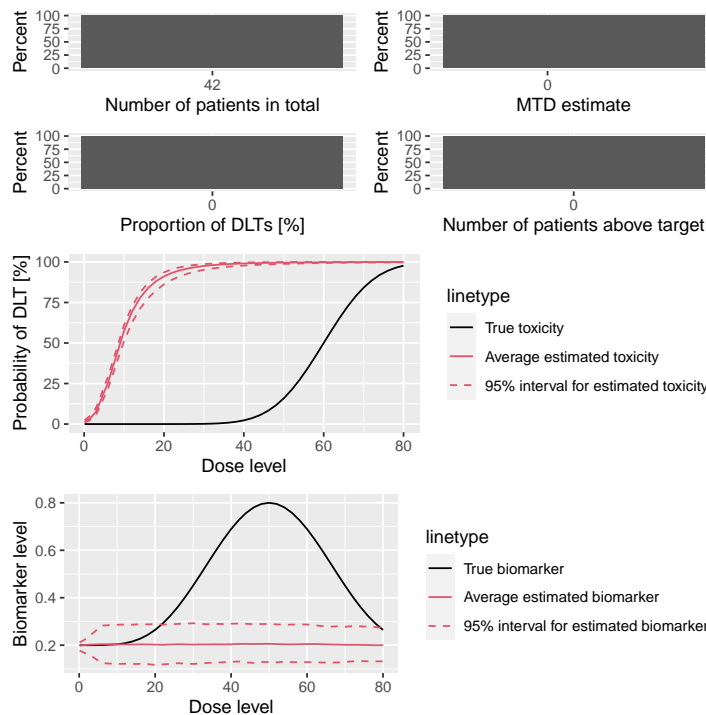 Percent
100
75
50
25
0
42
Number of patients in total
Percent
100
75
50
25
0
0
MTD estimate
Percent
100
75
50
25
0
0
Proportion of DLTs [%]
Percent
100
75
50
25
0
0
Number of patients above target
Probability of DLT [%]
100
75
50
25
0
0 20 40 60 80
Dose level
linetype
True toxicity
Average estimated toxicity
95% interval for estimated toxicity
Biomarker level
0.8
0.6
0.4
0.2
0 20 40 60 80
Dose level
linetype
True biomarker
Average estimated biomarker
95% interval for estimated biomarker